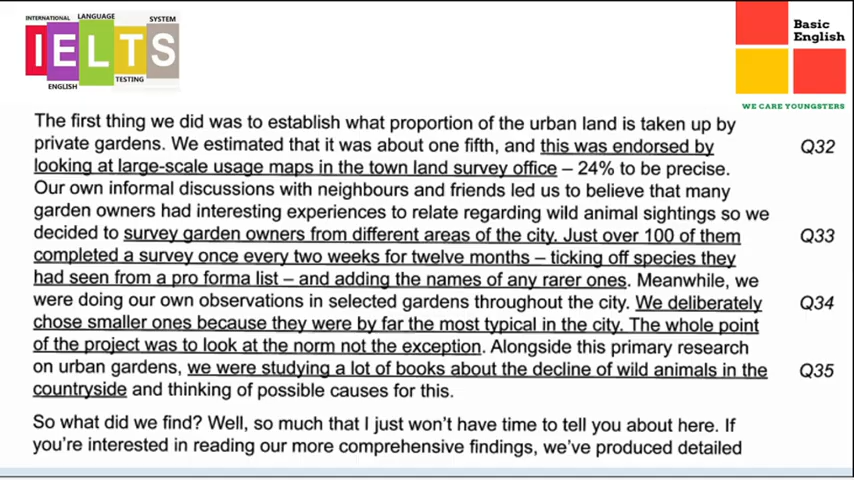 INTERNATIONAL LANGUAGE SYSTEM
IELTS
ENGLISH TESTING
Basic
English
WE CARE YOUNGSTERS
The first thing we did was to establish what proportion of the urban land is taken up by
private gardens. We estimated that it was about one fifth, and this was endorsed by Q32
looking at large-scale usage maps in the town land survey office – 24% to be precise.
Our own informal discussions with neighbours and friends led us to believe that many
garden owners had interesting experiences to relate regarding wild animal sightings so we
decided to survey garden owners from different areas of the city. Just over 100 of them Q33
completed a survey once every two weeks for twelve months – ticking off species they
had seen from a pro forma list – and adding the names of any rarer ones. Meanwhile, we
were doing our own observations in selected gardens throughout the city. We deliberately Q34
chose smaller ones because they were by far the most typical in the city. The whole point
of the project was to look at the norm not the exception. Alongside this primary research
on urban gardens, we were studying a lot of books about the decline of wild animals in the Q35
countryside and thinking of possible causes for this.
So what did we find? Well, so much that I just won't have time to tell you about here. If
you're interested in reading our more comprehensive findings, we've produced detailed